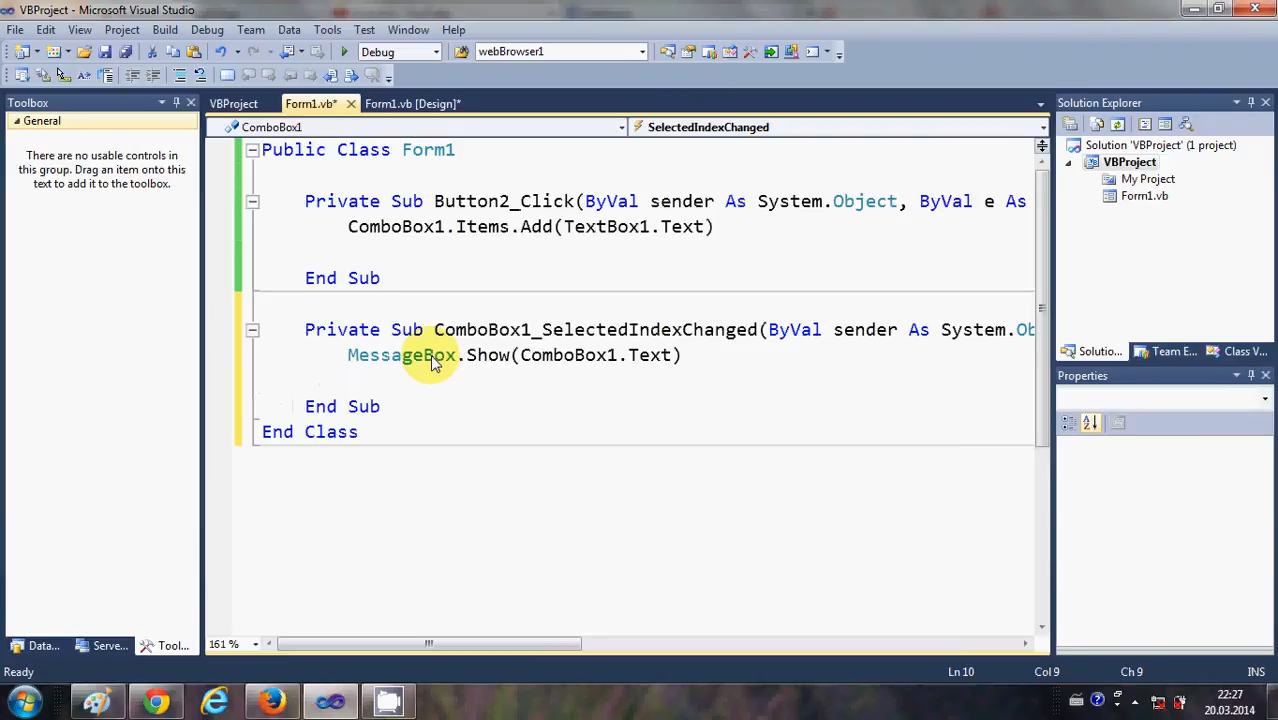 VBProject - Microsoft Visual Studio
File Edit View Project Build Debug Team Data Tools Window Test Window Help
Debug webBrowser1
Toolbox
General
There are no usable controls in
this group. Drag an item onto this
text to add it to the toolbox.
Data... Serve... Tool...
VBProject Form1.vb* Form1.vb [Design]*
ComboBox1 SelectedIndexChanged
Public Class Form1
Private Sub Button2_Click(ByVal sender As System.Object, ByVal e As
ComboBox1.Items.Add(TextBox1.Text)
End Sub
Private Sub ComboBox1_SelectedIndexChanged(ByVal sender As System.Ob
MessageBox.Show(ComboBox1.Text)
End Sub
End Class
161 %
Solution Explorer
Solution 'VBProject' (1 project)
VBProject
My Project
Form1.vb
Solutio... Team E... Class V...
Properties
Ready Ln 10 Col 9 Ch 9 INS
22:27
20.03.2014